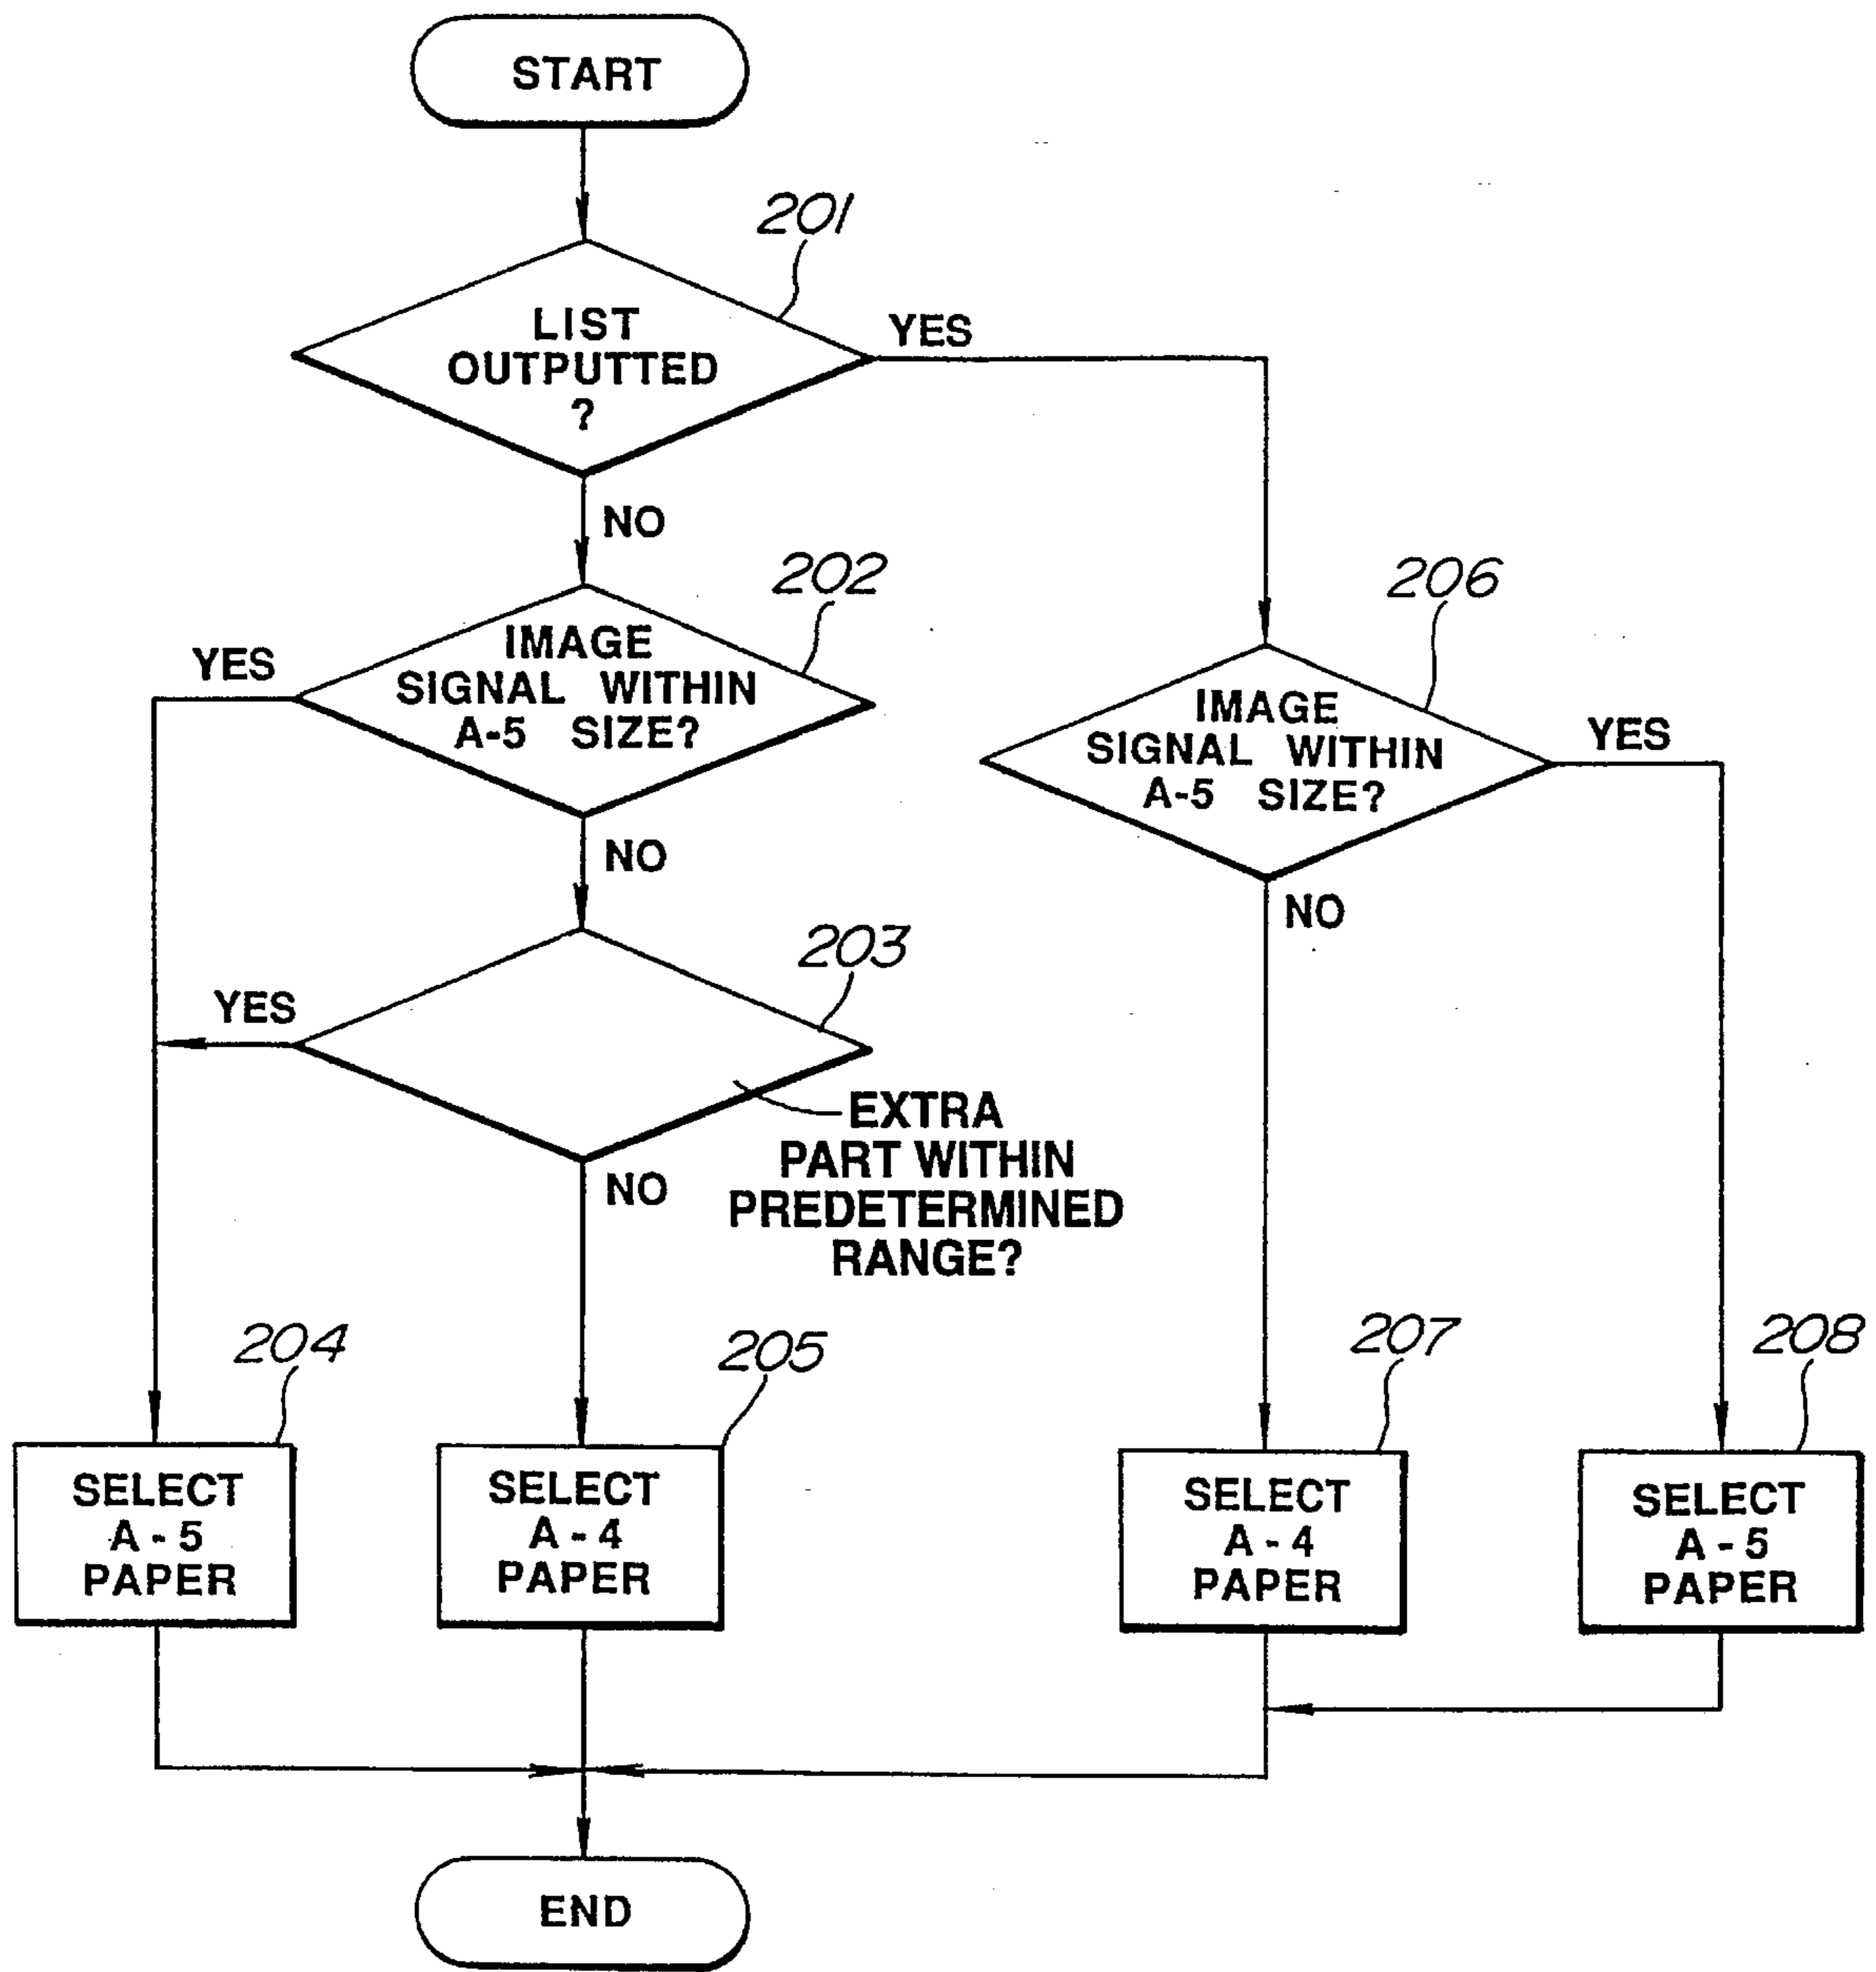 START
201
LIST
OUTPUTTED
?
YES
NO
202
IMAGE
SIGNAL WITHIN
A-5 SIZE?
YES
NO
206
IMAGE
SIGNAL WITHIN
A-5 SIZE?
YES
NO
203
YES
EXTRA
PART WITHIN
PREDETERMINED
RANGE?
NO
204
SELECT
A - 5
PAPER
205
SELECT
A - 4
PAPER
207
SELECT
A - 4
PAPER
208
SELECT
A - 5
PAPER
END